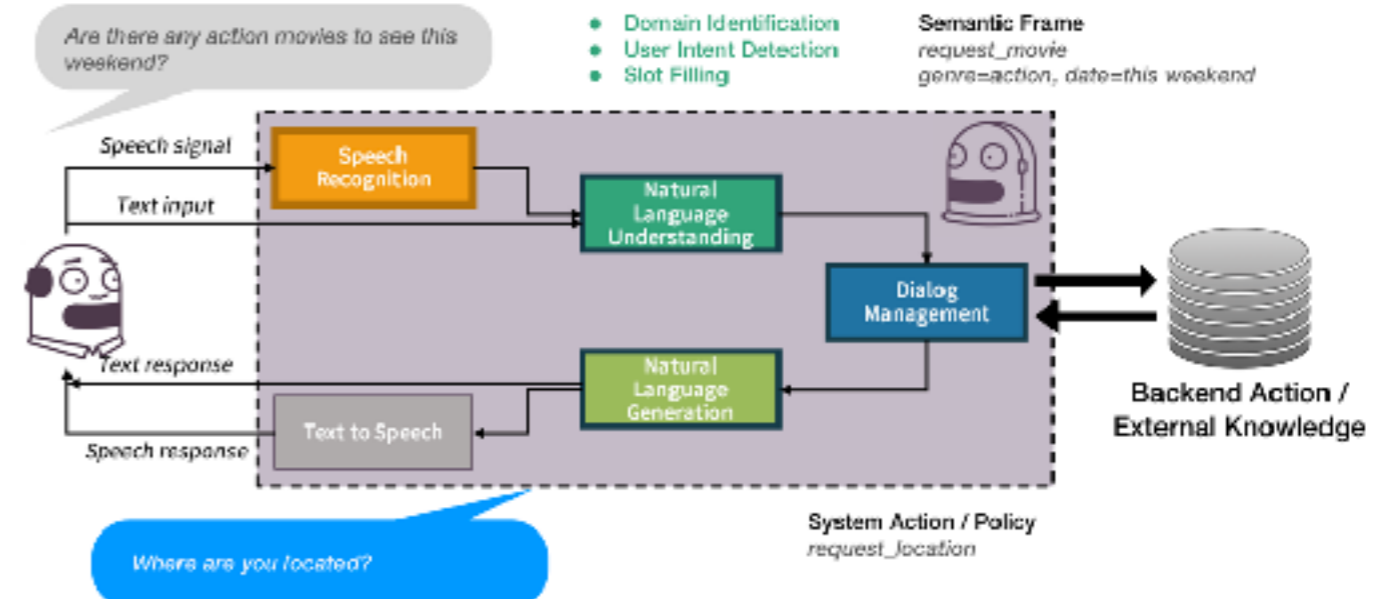 Are there any action movies to see this
weekend?
Domain Identification
User Intent Detection
Slot Filling
Semantic Frame
request_movie
genre=action, date=this weekend
Speech signal
Speech
Recognition
Text input
Natural
Language
Understanding
Dialog
Management
Text response
Natural
Language
Generation
Text to Speech
Speech response
Backend Action /
External Knowledge
System Action / Policy
request_location
Where are you located?